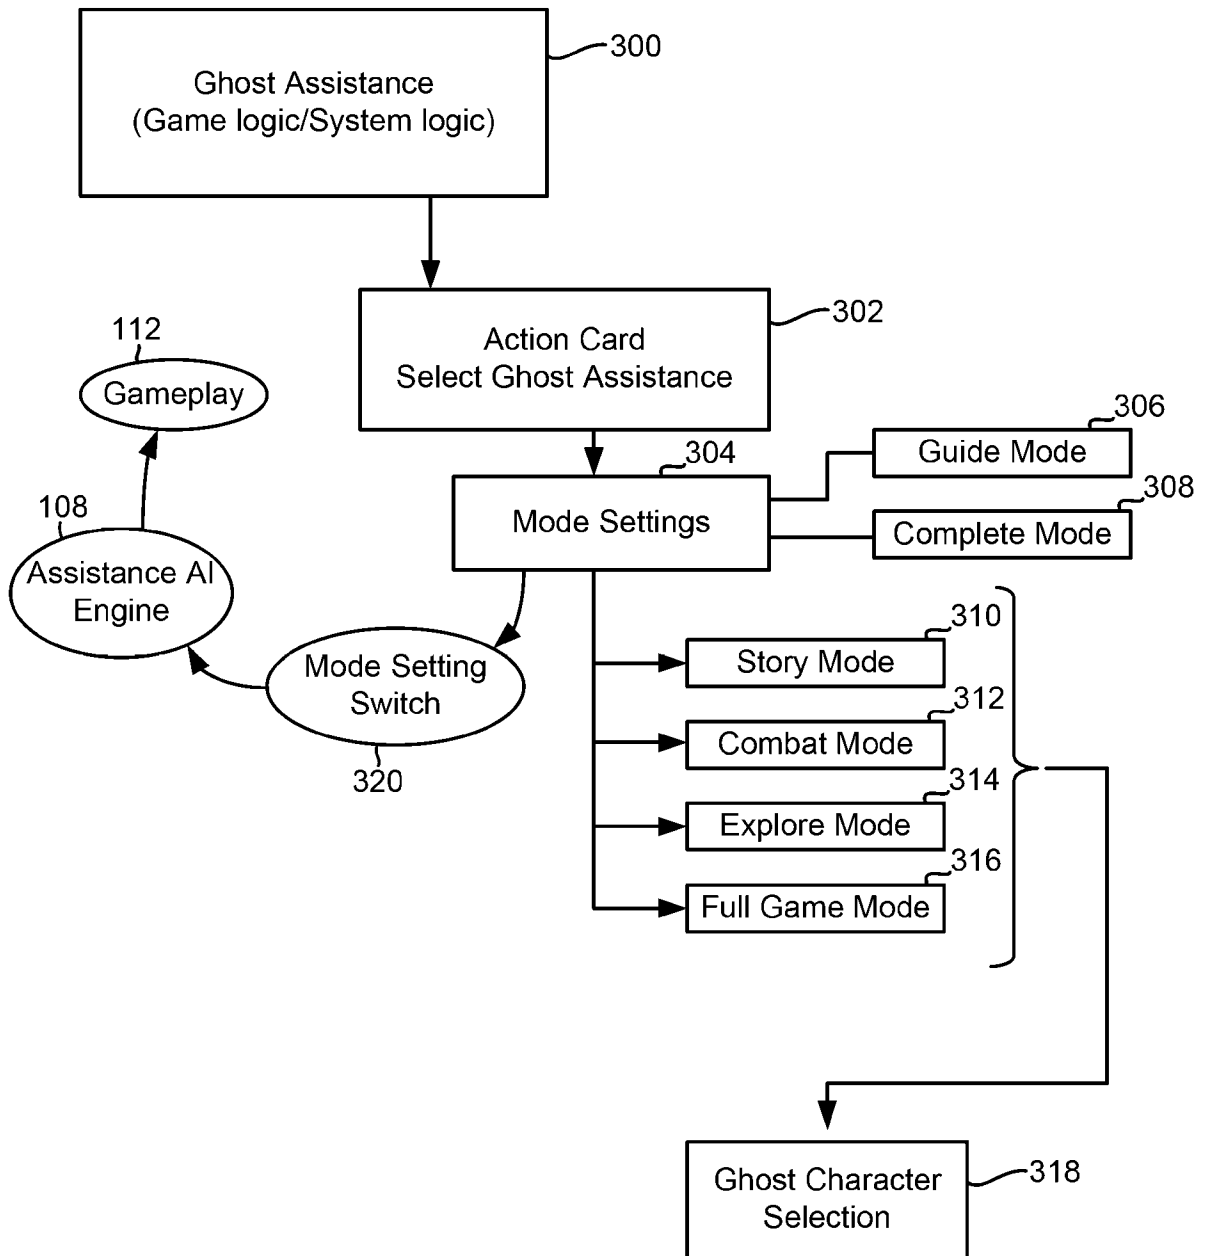 300
Ghost Assistance
(Game logic/System logic)
302
Action Card
Select Ghost Assistance
112
Gameplay
304
Mode Settings
306
Guide Mode
308
Complete Mode
108
Assistance AI
Engine
Mode Setting
Switch
320
310
Story Mode
312
Combat Mode
314
Explore Mode
316
Full Game Mode
Ghost Character
Selection
318